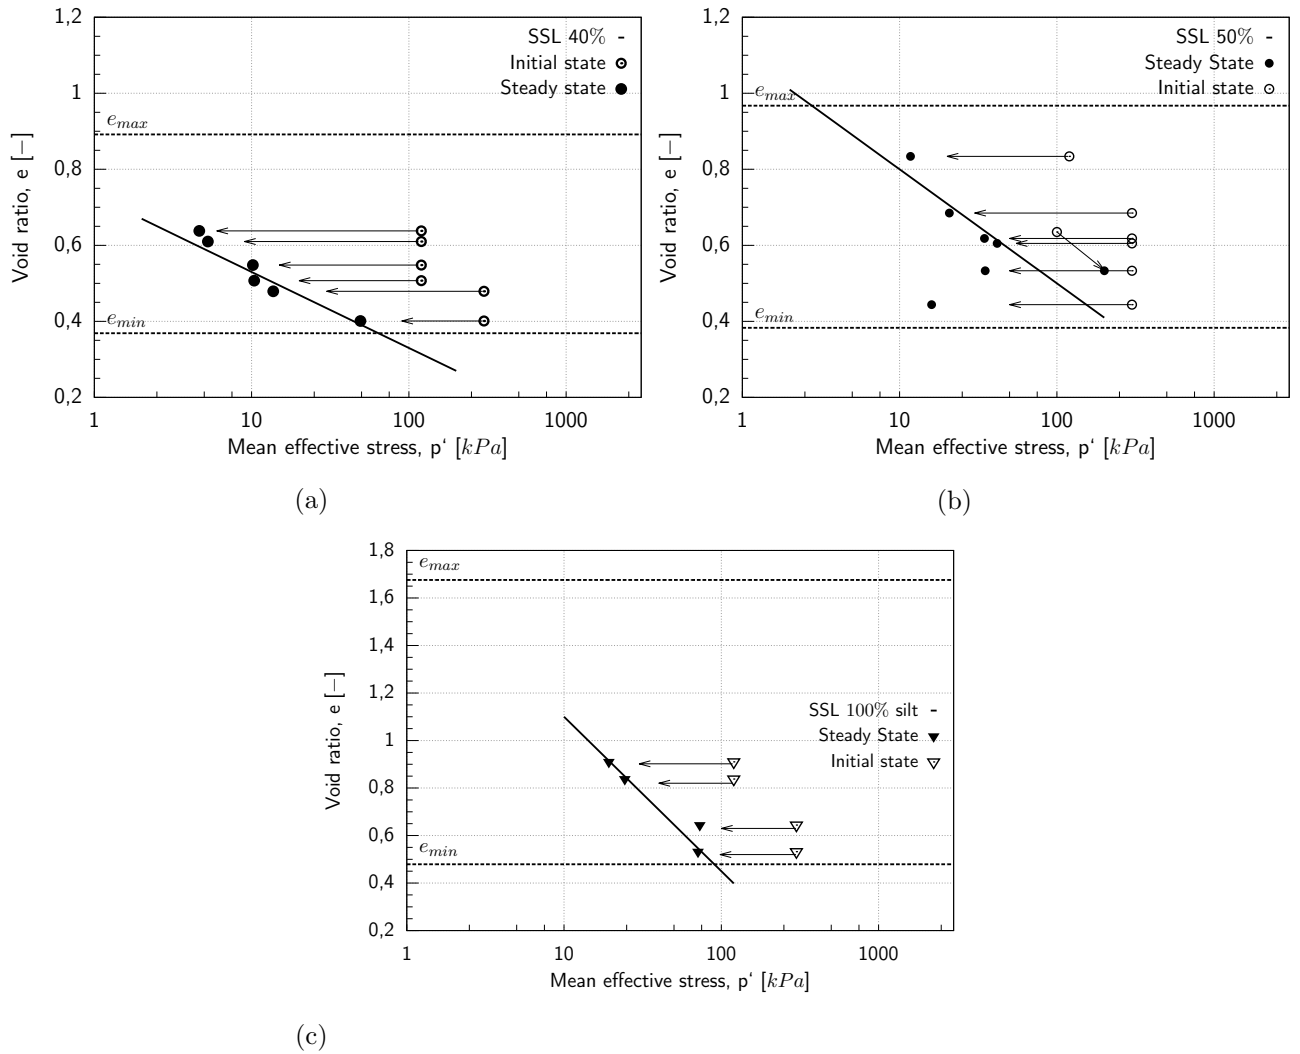 1,2
1
0,8
0,6
0,4
0,2
Void ratio, e [−]
SSL 40%
Initial state
Steady state
e_max
e_min
1 10 100 1000
Mean effective stress, p‘ [kPa]
(a)
1,2
1
0,8
0,6
0,4
0,2
Void ratio, e [−]
SSL 50%
Steady State
Initial state
e_max
e_min
1 10 100 1000
Mean effective stress, p‘ [kPa]
(b)
1,8
1,6
1,4
1,2
1
0,8
0,6
0,4
0,2
Void ratio, e [−]
e_max
SSL 100% silt
Steady State
Initial state
e_min
1 10 100 1000
Mean effective stress, p‘ [kPa]
(c)